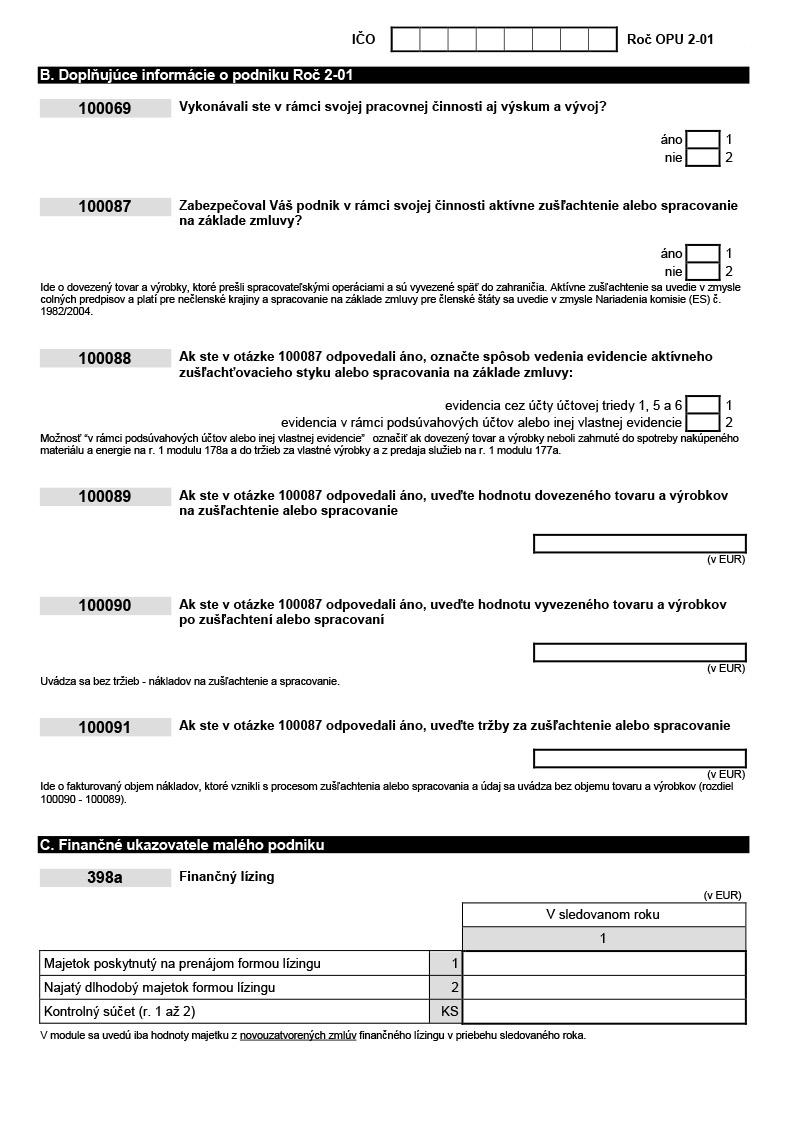 IČO Roč OPU 2-01
B. Doplňujúce informácie o podniku Roč 2-01
100069 Vykonávali ste v rámci svojej pracovnej činnosti aj výskum a vývoj?
áno 1
nie 2
100087 Zabezpečoval Váš podnik v rámci svojej činnosti aktívne zušľachtenie alebo spracovanie
na základe zmluvy?
áno 1
nie 2
Ide o dovezený tovar a výrobky, ktoré prešli spracovateľskými operáciami a sú vyvezené späť do zahraničia. Aktívne zušľachtenie sa uvedie v zmysle
colných predpisov a platí pre nečlenské krajiny a spracovanie na základe zmluvy pre členské štáty sa uvedie v zmysle Nariadenia komisie (ES) č.
1982/2004.
100088 Ak ste v otázke 100087 odpovedali áno, označte spôsob vedenia evidencie aktívneho
zušľachťovacieho styku alebo spracovania na základe zmluvy:
evidencia cez účty účtovej triedy 1, 5 a 6 1
evidencia v rámci podsúvahových účtov alebo inej vlastnej evidencie 2
Možnosť "v rámci podsúvahových účtov alebo inej vlastnej evidencie" označiť ak dovezený tovar a výrobky neboli zahrnuté do spotreby nakúpeného
materiálu a energie na r. 1 modulu 178a a do tržieb za vlastné výrobky a z predaja služieb na r. 1 modulu 177a.
100089 Ak ste v otázke 100087 odpovedali áno, uveďte hodnotu dovezeného tovaru a výrobkov
na zušľachtenie alebo spracovanie
(v EUR)
100090 Ak ste v otázke 100087 odpovedali áno, uveďte hodnotu vyvezeného tovaru a výrobkov
po zušľachtení alebo spracovaní
(v EUR)
Uvádza sa bez tržieb - nákladov na zušľachtenie a spracovanie.
100091 Ak ste v otázke 100087 odpovedali áno, uveďte tržby za zušľachtenie alebo spracovanie
(v EUR)
Ide o fakturovaný objem nákladov, ktoré vznikli s procesom zušľachtenia alebo spracovania a údaj sa uvádza bez objemu tovaru a výrobkov (rozdiel
100090 - 100089).
C. Finančné ukazovatele malého podniku
398a Finančný lízing
(v EUR)
V sledovanom roku
1
Majetok poskytnutý na prenájom formou lízingu 1
Najatý dlhodobý majetok formou lízingu 2
Kontrolný súčet (r. 1 až 2) KS
V module sa uvedú iba hodnoty majetku z novouzatvorených zmlúv finančného lízingu v priebehu sledovaného roka.